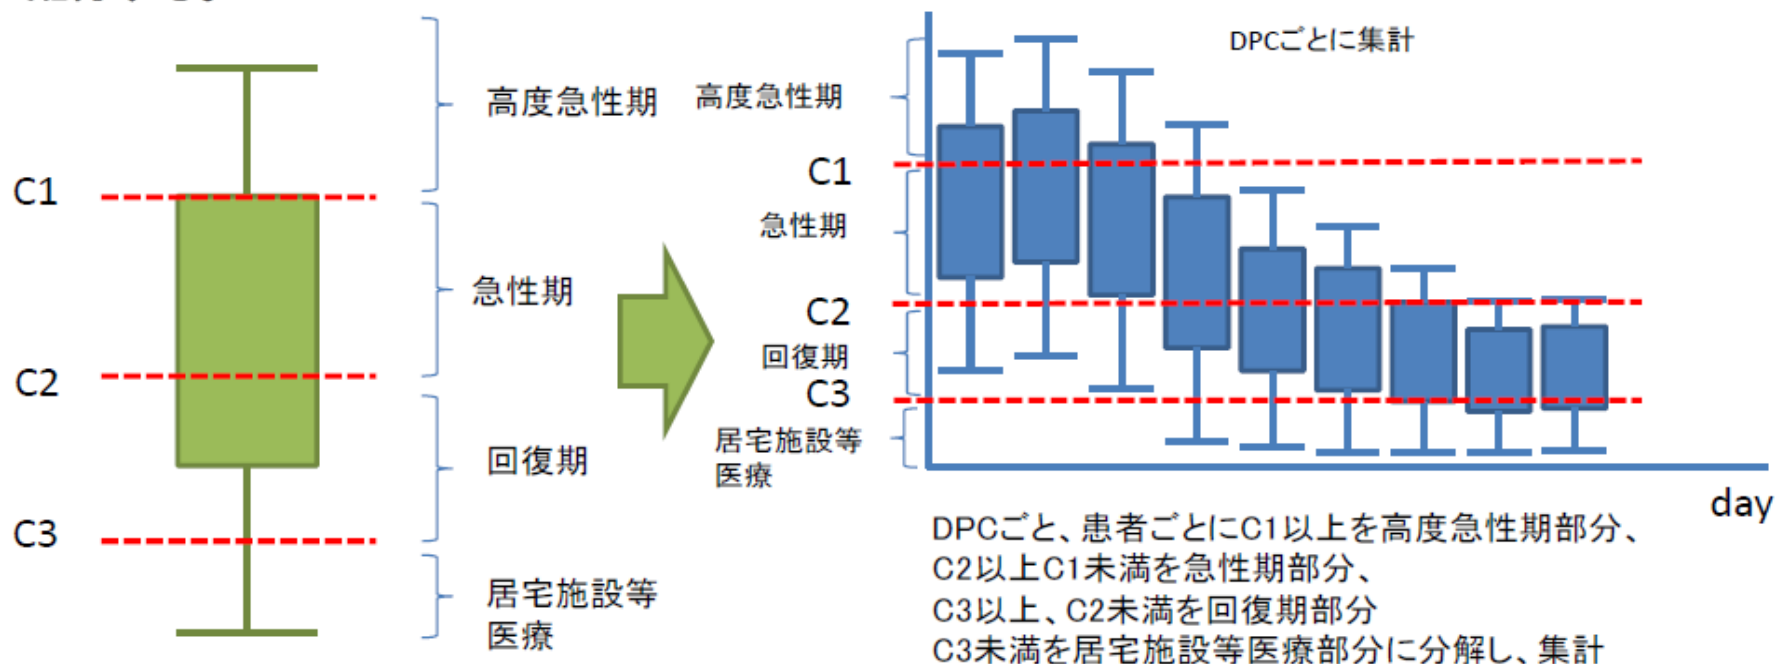 高度急性期
C1
急性期
C2
回復期
C3
居宅施設等
医療
DPCごとに集計
高度急性期
C1
急性期
C2
回復期
C3
居宅施設等
医療
day
DPCごと、患者ごとにC1以上を高度急性期部分、
C2以上C1未満を急性期部分、
C3以上、C2未満を回復期部分
C3未満を居宅施設等医療部分に分解し、集計